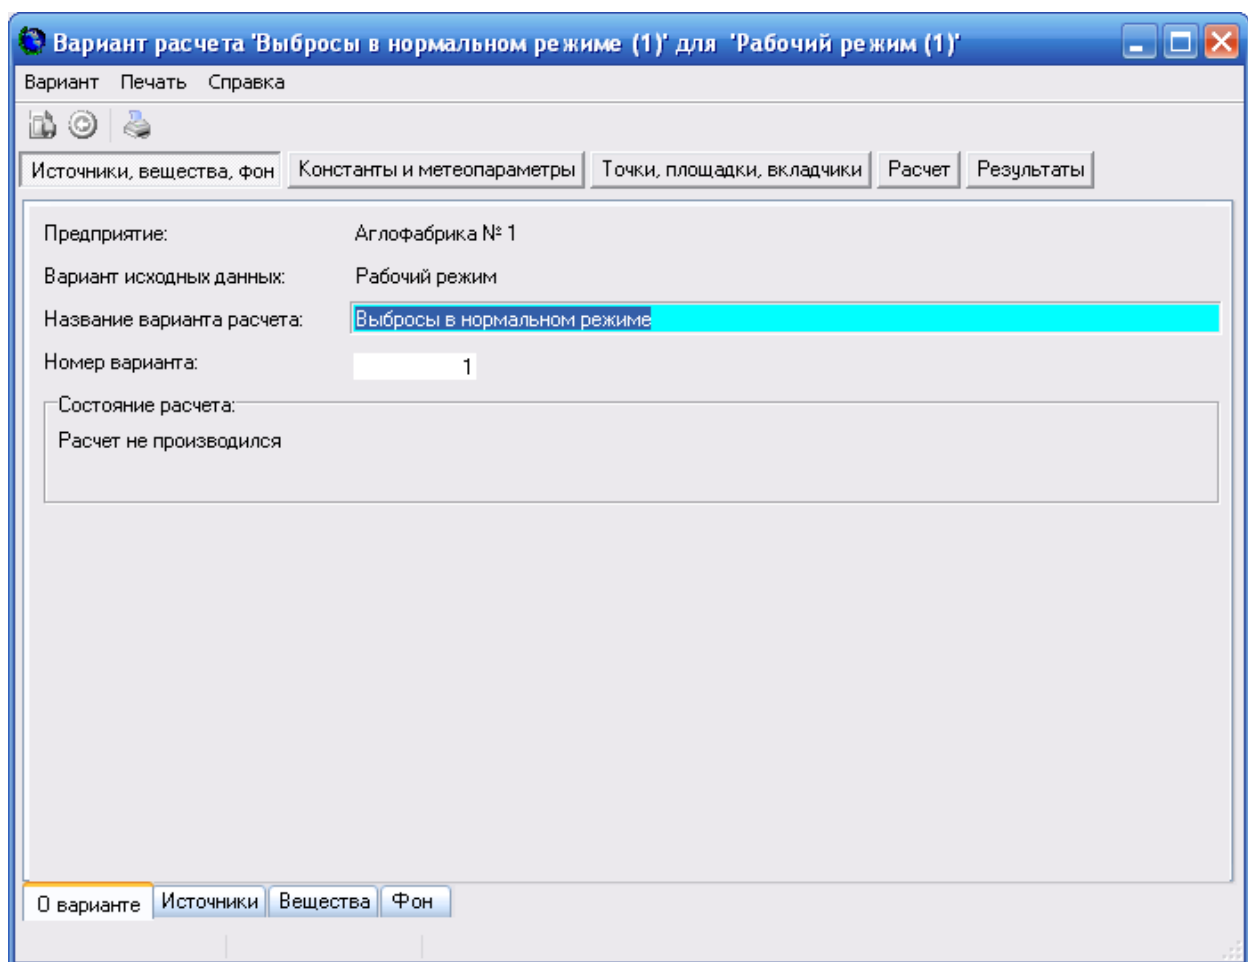 Вариант расчета 'Выбросы в нормальном режиме (1)' для 'Рабочий режим (1)'
Вариант Печать Справка
Источники, вещества, фон Константы и метеопараметры Точки, площадки, вкладчики Расчет Результаты
Предприятие: Аглофабрика № 1
Вариант исходных данных: Рабочий режим
Название варианта расчета: Выбросы в нормальном режиме
Номер варианта: 1
Состояние расчета:
Расчет не производился
О варианте Источники Вещества Фон